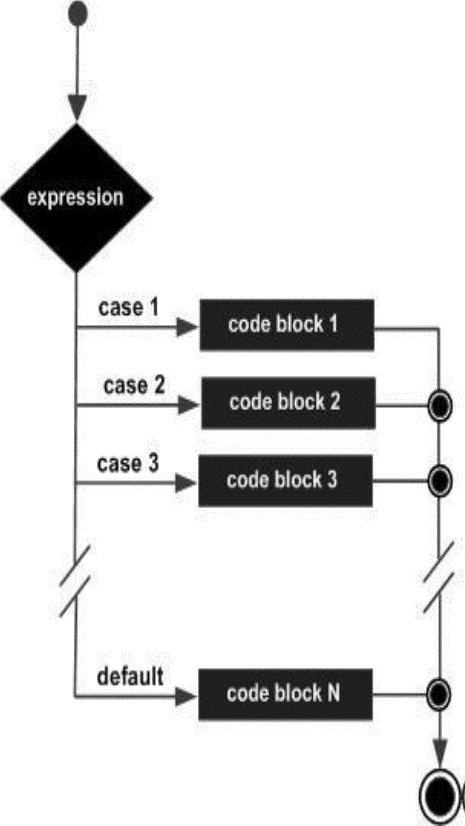 expression
case 1
code block 1
case 2
code block 2
case 3
code block 3
default
code block N